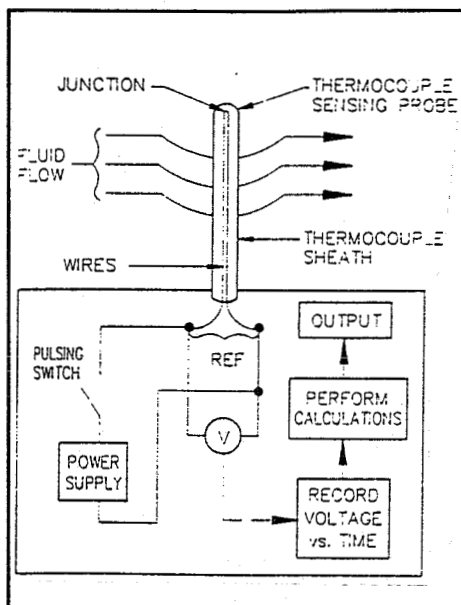 JUNCTION
THERMOCOUPLE
SENSING PROBE
FLUID
FLOW
THERMOCOUPLE
SHEATH
WIRES
OUTPUT
REF
PULSING
SWITCH
PERFORM
CALCULATIONS
V
POWER
SUPPLY
RECORD
VOLTAGE
vs. TIME